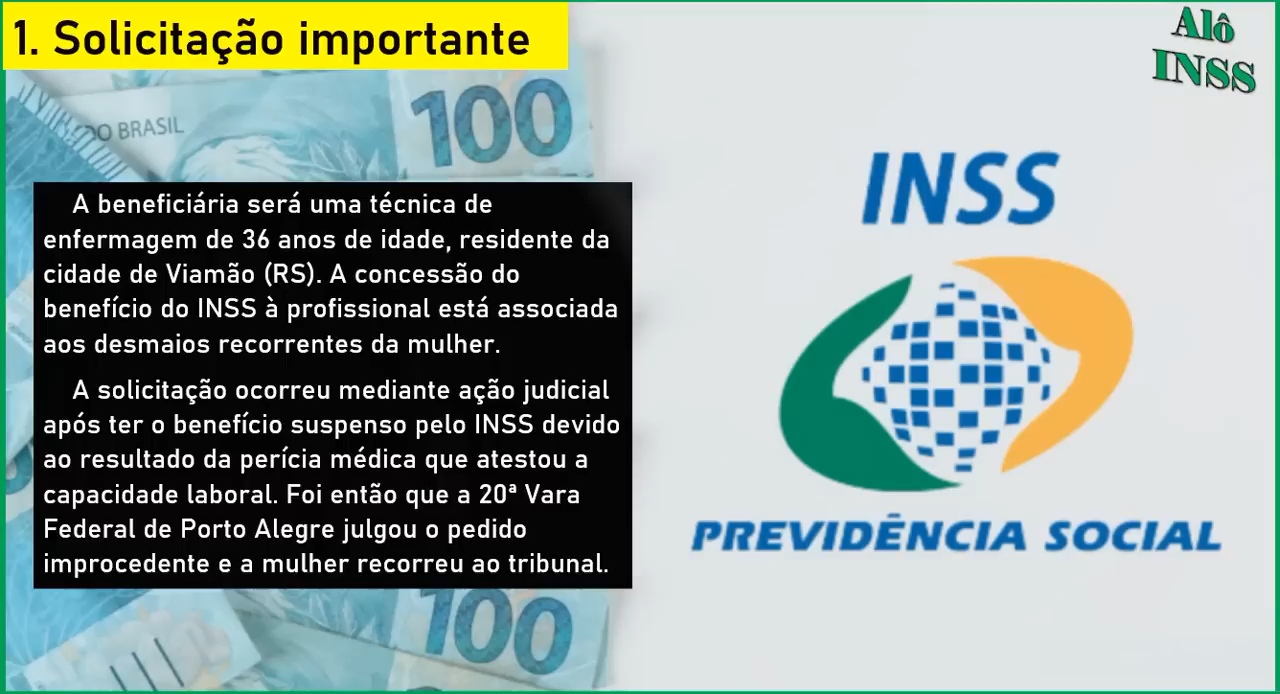 1. Solicitação importante
Alô
INSS
DO BRASIL
100
A beneficiária será uma técnica de
enfermagem de 36 anos de idade, residente da
cidade de Viamão (RS). A concessão do
benefício do INSS à profissional está associada
aos desmaios recorrentes da mulher.
A solicitação ocorreu mediante ação judicial
após ter o benefício suspenso pelo INSS devido
ao resultado da perícia médica que atestou a
capacidade laboral. Foi então que a 20ª Vara
Federal de Porto Alegre julgou o pedido
improcedente e a mulher recorreu ao tribunal.
INSS
PREVIDÊNCIA SOCIAL
100